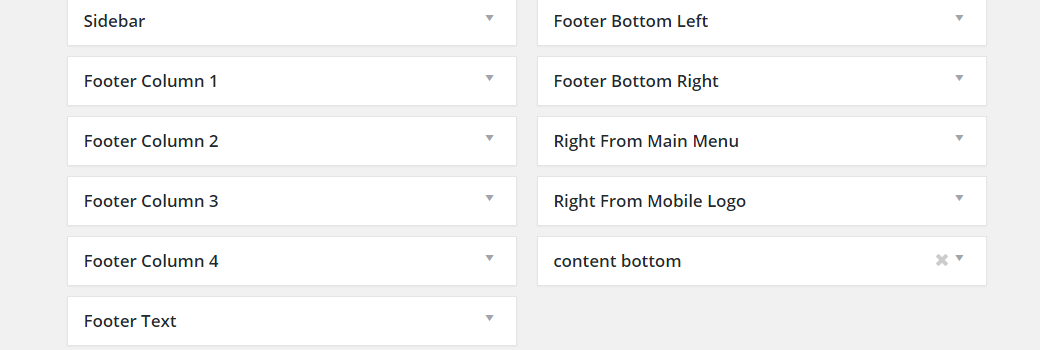 Sidebar
Footer Column 1
Footer Column 2
Footer Column 3
Footer Column 4
Footer Text
Footer Bottom Left
Footer Bottom Right
Right From Main Menu
Right From Mobile Logo
content bottom